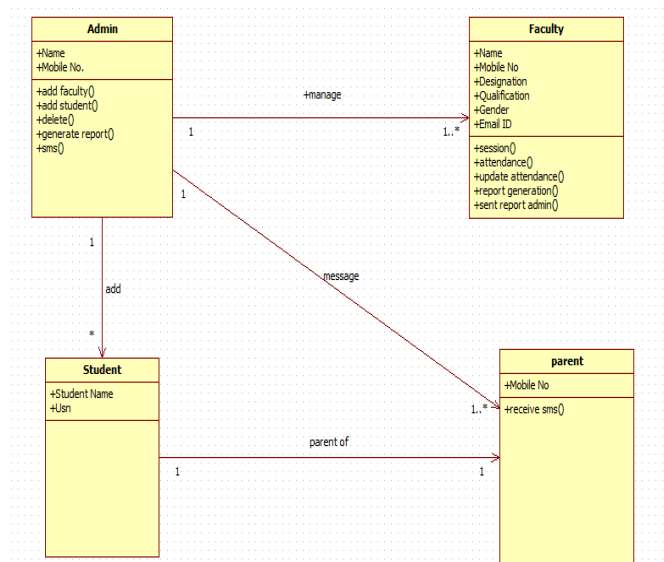 Admin
+Name
+Mobile No.
+add faculty()
+add student()
+delete()
+generate report()
+sms()
Faculty
+Name
+Mobile No
+Designation
+Qualification
+Gender
+Email ID
+session()
+attendance()
+update attendance()
+report generation()
+sent report admin()
+manage
1
1..*
1
message
1..*
1
add
*
Student
+Student Name
+Usn
parent
+Mobile No
+receive sms()
parent of
1
1